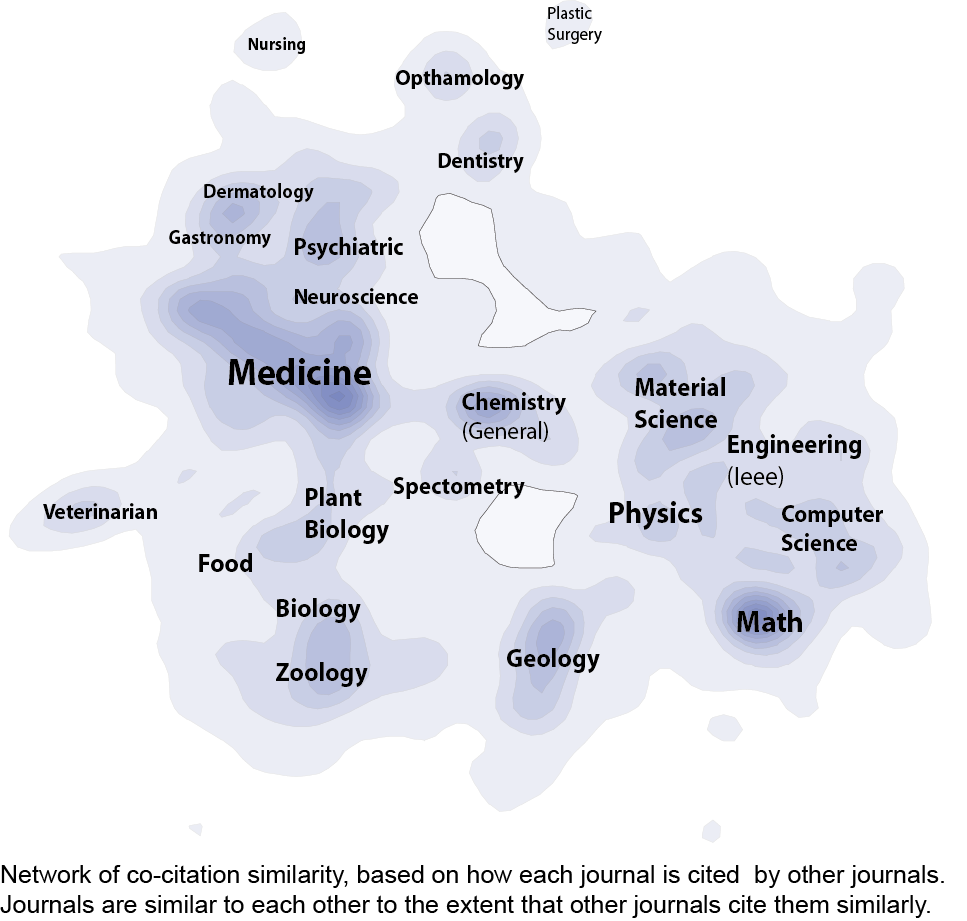 Plastic
Surgery
Nursing
Opthamology
Dentistry
Dermatology
Gastronomy
Psychiatric
Neuroscience
Medicine
Chemistry
(General)
Material
Science
Engineering
(Ieee)
Spectometry
Plant
Biology
Veterinarian
Physics
Computer
Science
Food
Biology
Math
Zoology
Geology
Network of co-citation similarity, based on how each journal is cited by other journals.
Journals are similar to each other to the extent that other journals cite them similarly.